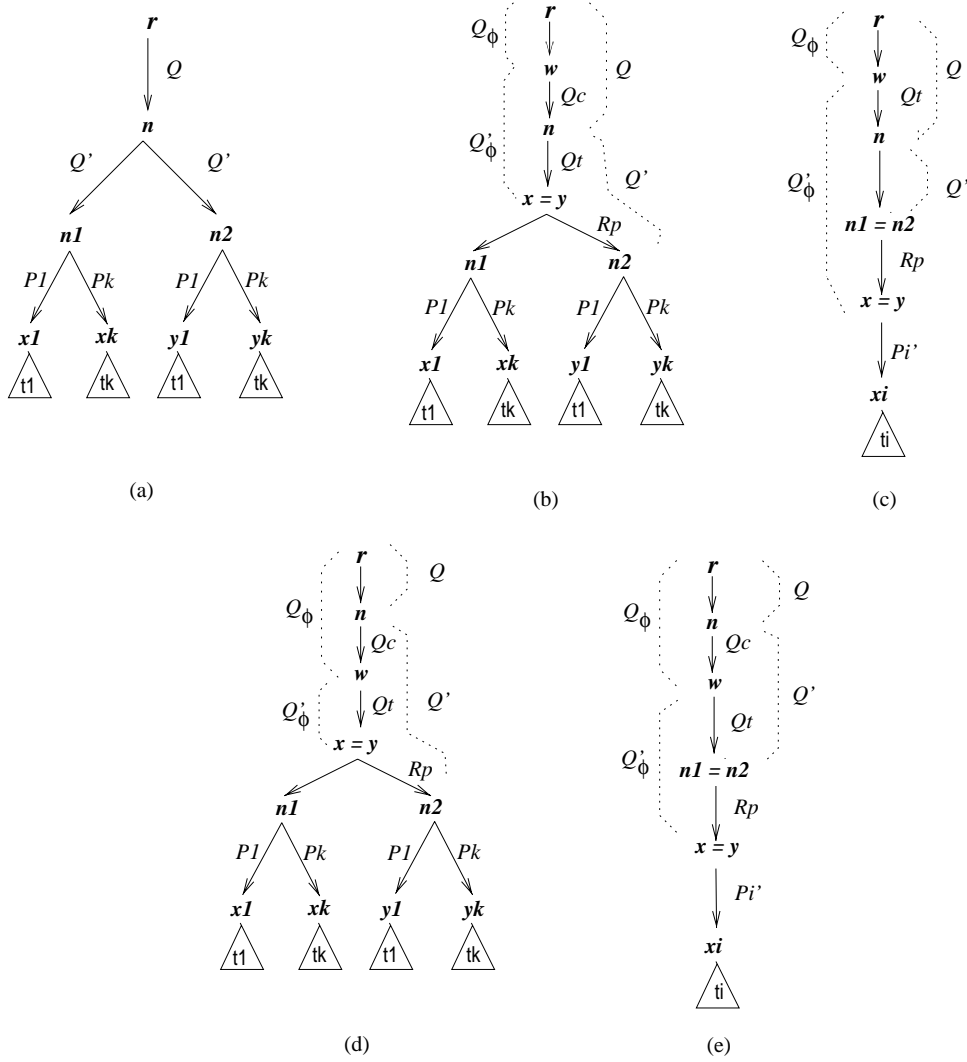 r
Q
n
Q’ Q’
n1 n2
P1 Pk P1 Pk
x1 xk y1 yk
t1 tk t1 tk
(a)
r
Qϕ Q
w
Qc
n
Q’ϕ Qt Q’
x = y
Rp
n1 n2
P1 Pk P1 Pk
x1 xk y1 yk
t1 tk t1 tk
(b)
r
Qϕ Q
w
Qt
n
Q’ϕ Q’
n1 = n2
Rp
x = y
Pi’
xi
ti
(c)
r
Q
n
Qϕ Qc
w
Q’ϕ Qt Q’
x = y
Rp
n1 n2
P1 Pk P1 Pk
x1 xk y1 yk
t1 tk t1 tk
(d)
r
Q
Qϕ n
Qc
w
Q’
Qt
Q’ϕ n1 = n2
Rp
x = y
Pi’
xi
ti
(e)